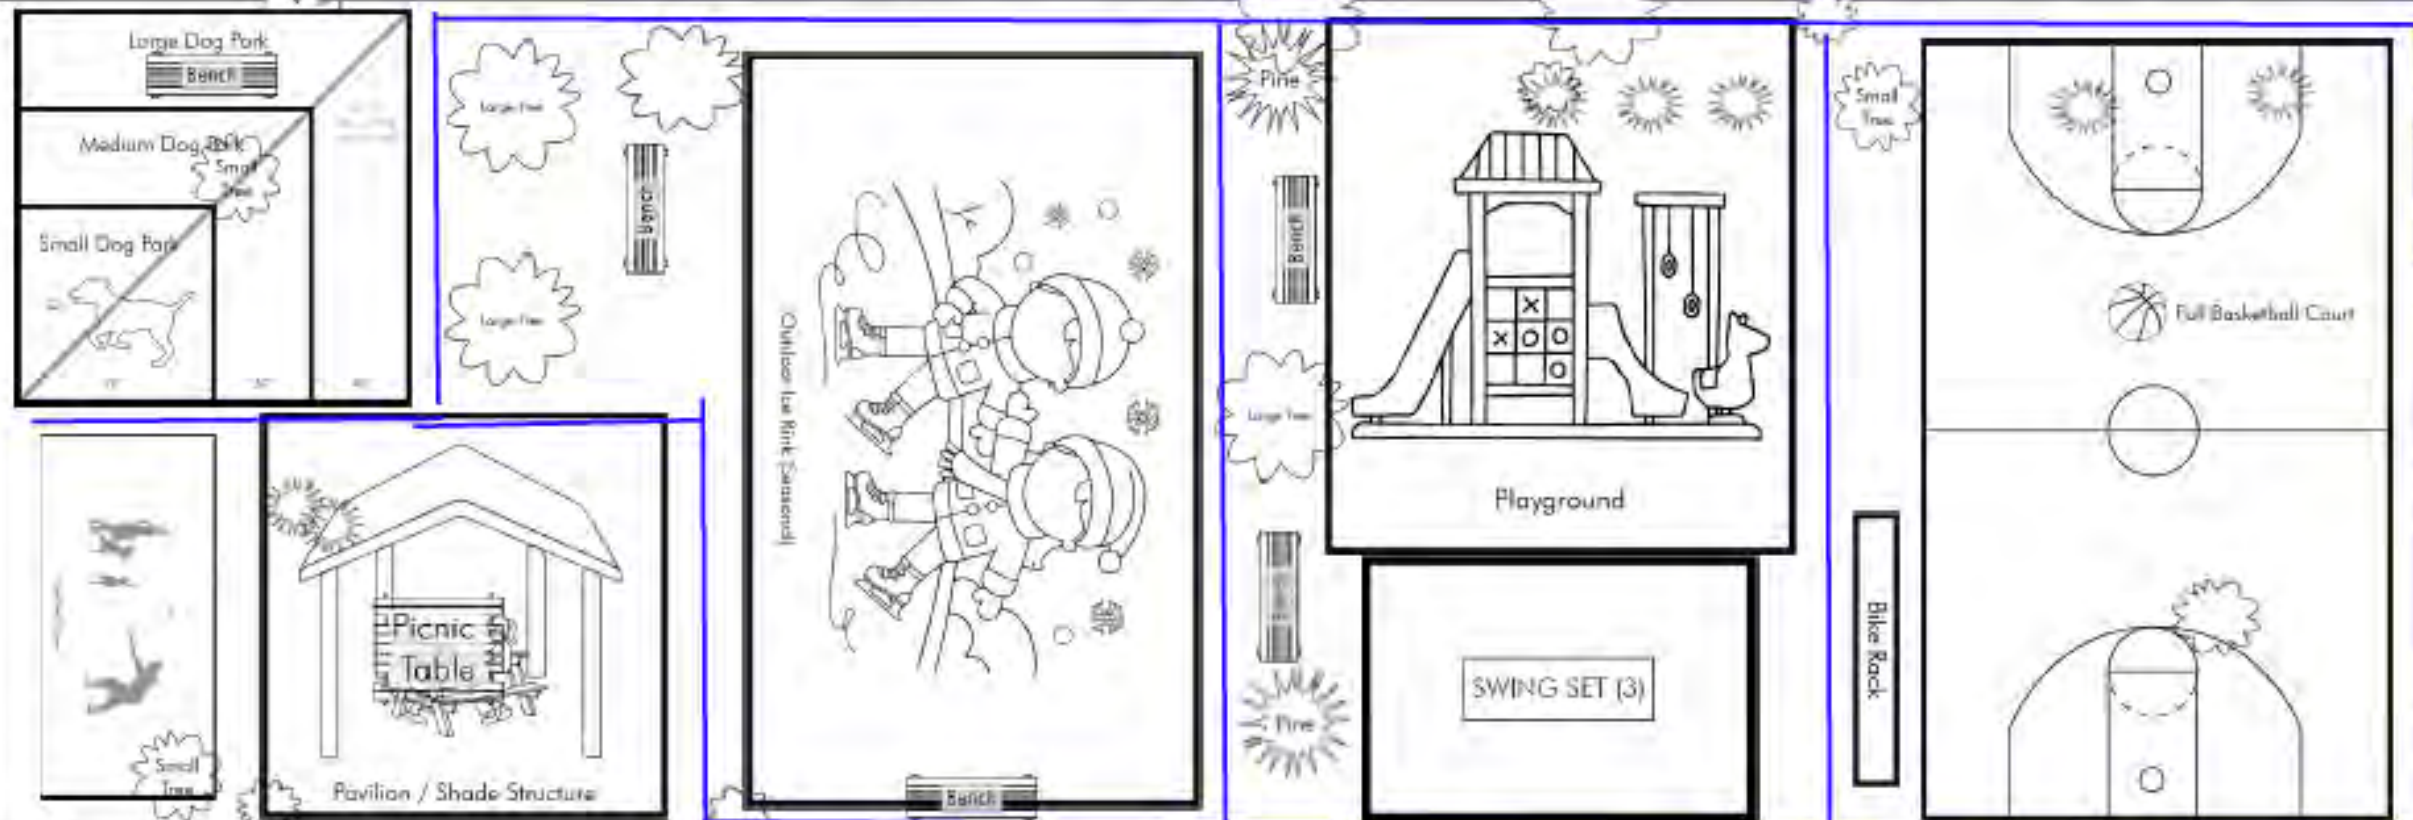 Large Dog Park
Bench
Medium Dog Park
Small
Tree
Small Dog Park
Large Tree
Large Tree
Bench
Small
Tree
Picnic
Table
Pavilion / Shade Structure
Outdoor Ice Rink (Seasonal)
Bench
Pine
Bench
Large Tree
Bench
Pine
X
X O O
O
Playground
SWING SET (3)
Small
Tree
Bike Rack
Full Basketball Court